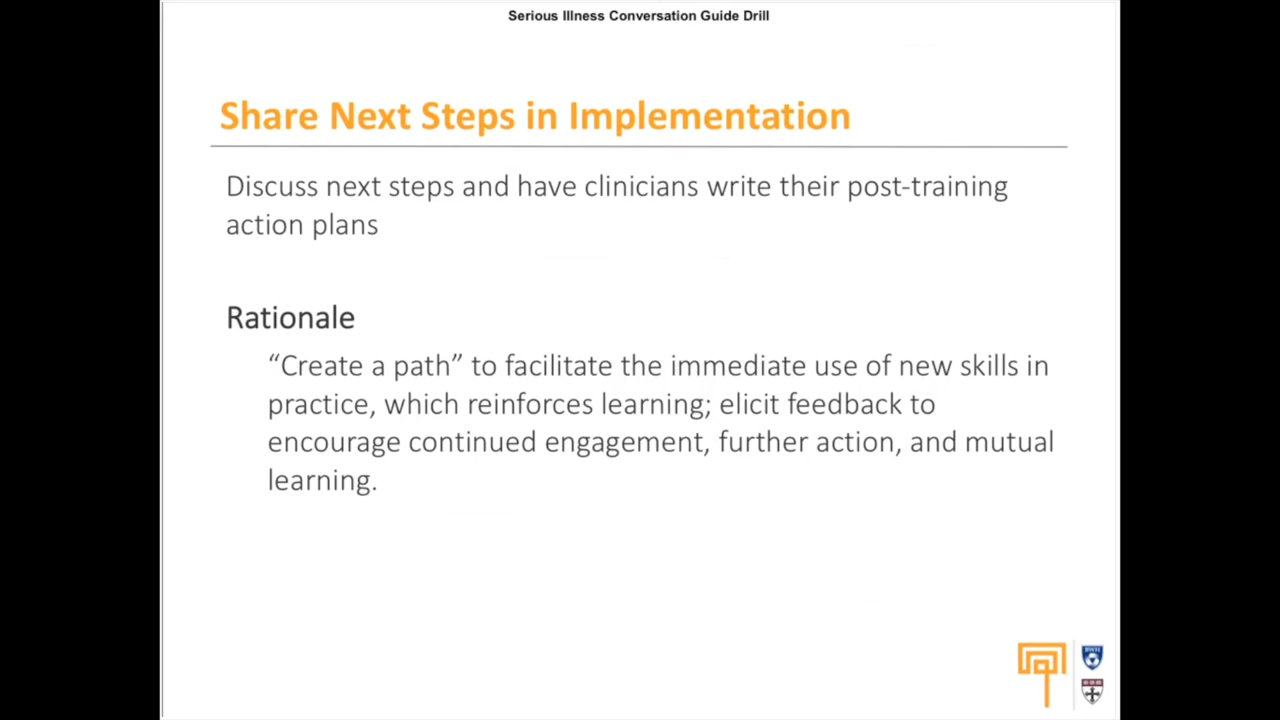 Serious Illness Conversation Guide Drill
Share Next Steps in Implementation
Discuss next steps and have clinicians write their post-training
action plans
Rationale
“Create a path” to facilitate the immediate use of new skills in
practice, which reinforces learning; elicit feedback to
encourage continued engagement, further action, and mutual
learning.
BWH